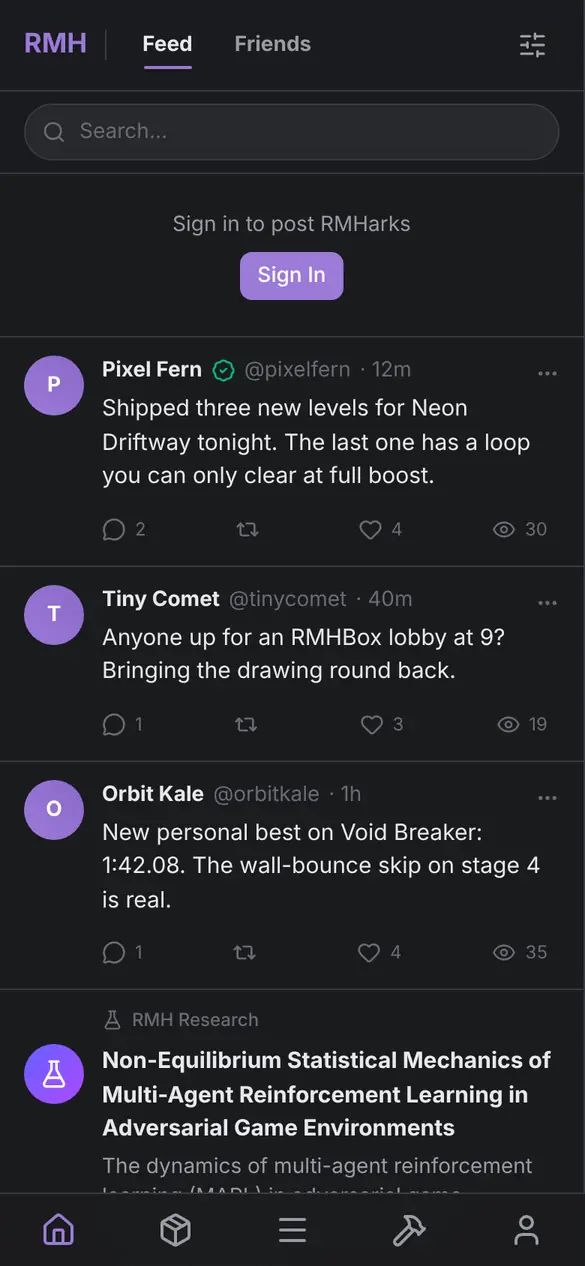 RMH
Feed
Friends
Search...
Sign in to post RMHarks
Sign In
P
Pixel Fern @pixelfern · 12m
Shipped three new levels for Neon
Driftway tonight. The last one has a loop
you can only clear at full boost.
2
4
30
T
Tiny Comet @tinycomet · 40m
Anyone up for an RMHBox lobby at 9?
Bringing the drawing round back.
1
3
19
O
Orbit Kale @orbitkale · 1h
New personal best on Void Breaker:
1:42.08. The wall-bounce skip on stage 4
is real.
1
4
35
RMH Research
Non-Equilibrium Statistical Mechanics of
Multi-Agent Reinforcement Learning in
Adversarial Game Environments
The dynamics of multi-agent reinforcement
learning (MARL) in adversarial game